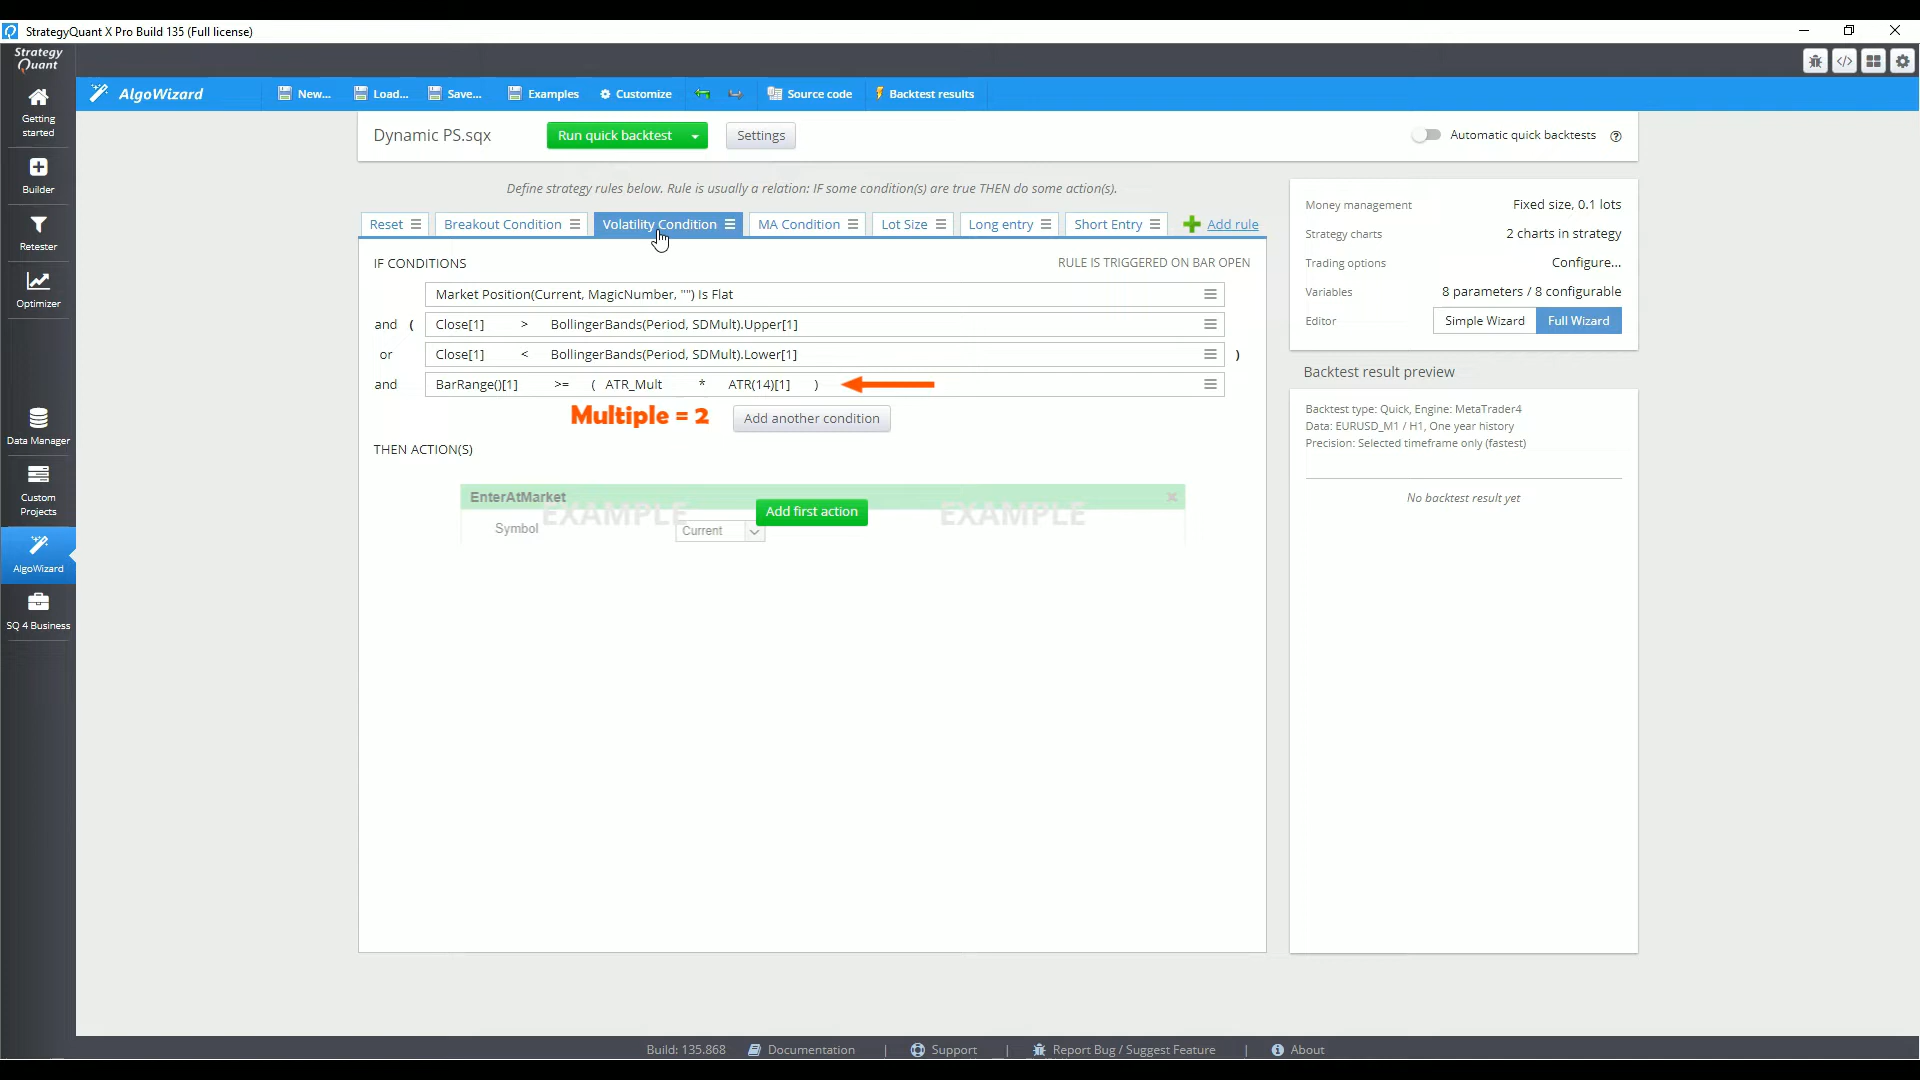 StrategyQuant X Pro Build 135 (Full license)
Strategy
Quant
AlgoWizard
New...
Load...
Save...
Examples
Customize
Source code
Backtest results
Getting
started
Builder
Retester
Optimizer
Data Manager
Custom
Projects
AlgoWizard
SQ 4 Business
Dynamic PS.sqx
Run quick backtest
Settings
Automatic quick backtests
Define strategy rules below. Rule is usually a relation: IF some condition(s) are true THEN do some action(s).
Reset
Breakout Condition
Volatility Condition
MA Condition
Lot Size
Long entry
Short Entry
Add rule
IF CONDITIONS
RULE IS TRIGGERED ON BAR OPEN
Market Position(Current, MagicNumber, "") Is Flat
and ( Close[1] > BollingerBands(Period, SDMult).Upper[1]
or Close[1] < BollingerBands(Period, SDMult).Lower[1] )
and BarRange()[1] >= ( ATR_Mult * ATR(14)[1] )
Multiple = 2
Add another condition
THEN ACTION(S)
EnterAtMarket
EXAMPLE
Add first action
EXAMPLE
Symbol
Current
Money management Fixed size, 0.1 lots
Strategy charts 2 charts in strategy
Trading options Configure...
Variables 8 parameters / 8 configurable
Editor Simple Wizard Full Wizard
Backtest result preview
Backtest type: Quick, Engine: MetaTrader4
Data: EURUSD_M1 / H1, One year history
Precision: Selected timeframe only (fastest)
No backtest result yet
Build: 135.868 Documentation | Support | Report Bug / Suggest Feature | About